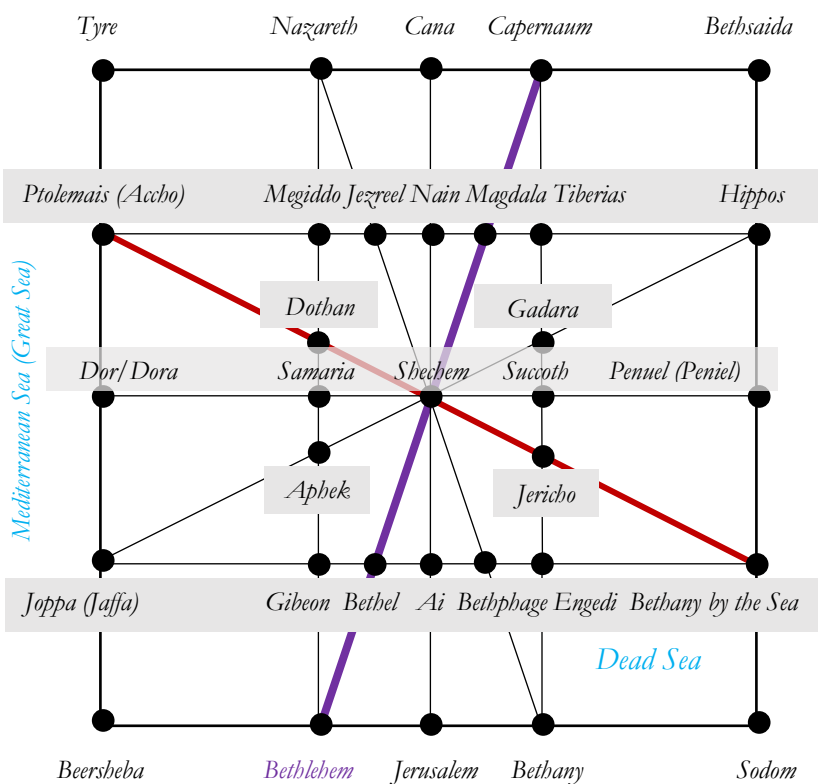 Tyre Nazareth Cana Capernaum Bethsaida
Ptolemais (Accho) Megiddo Jezreel Nain Magdala Tiberias Hippos
Mediterranean Sea (Great Sea)
Dothan Gadara
Dor/Dora Samaria Shechem Succoth Penuel (Peniel)
Aphek Jericho
Joppa (Jaffa) Gibeon Bethel Ai Bethphage Engedi Bethany by the Sea
Dead Sea
Beersheba Bethlehem Jerusalem Bethany Sodom